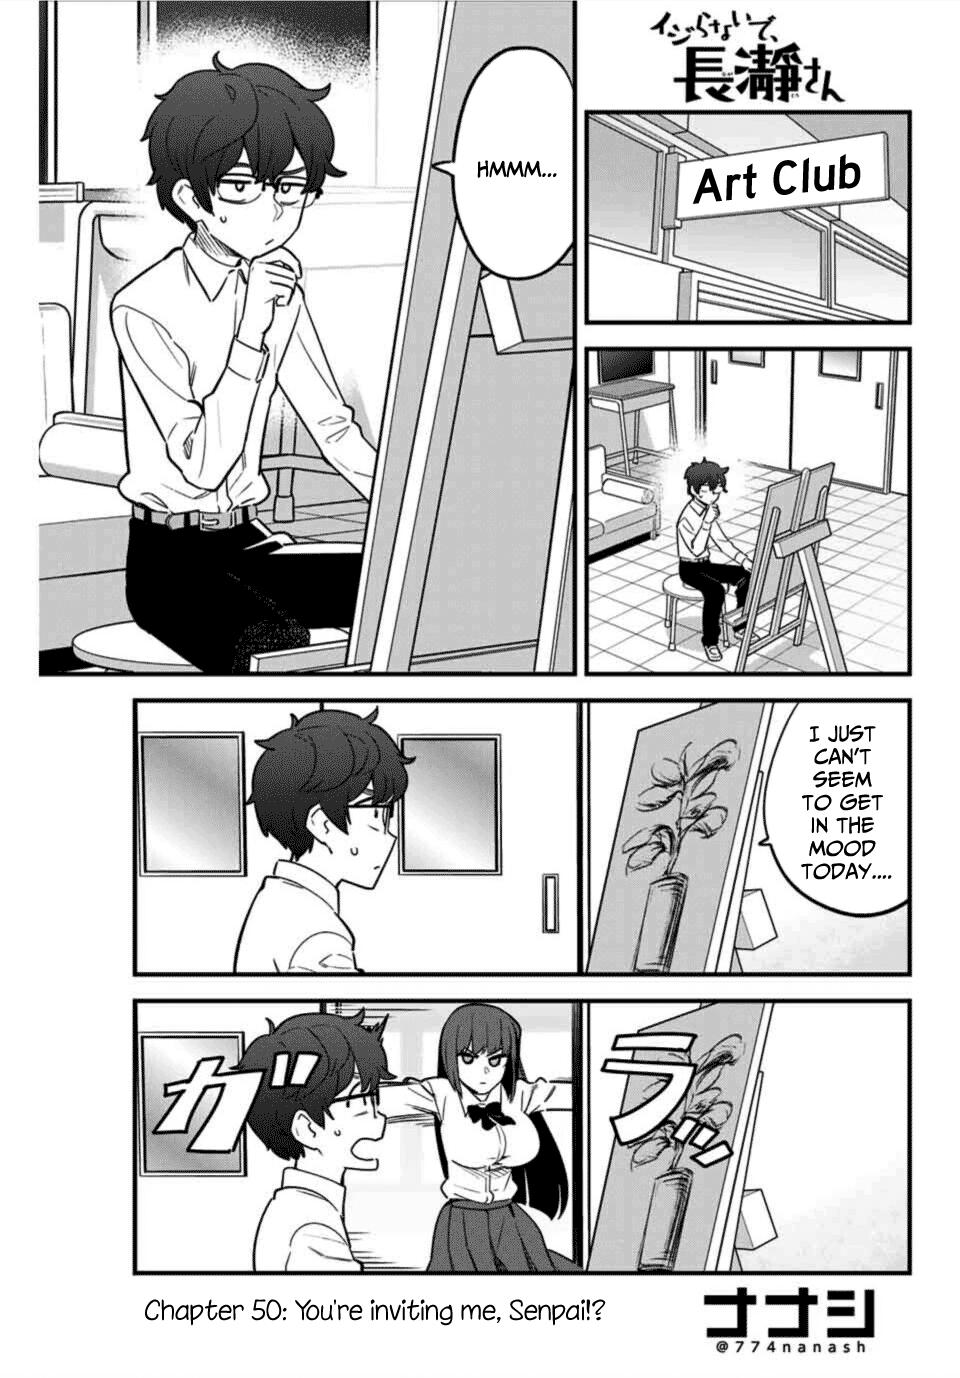 イジらないで、
長瀞さん
Art Club
HMMM...
I JUST
CAN'T
SEEM
TO GET
IN THE
MOOD
TODAY....
ガラッ
Chapter 50: You're inviting me, Senpai!?
ナナシ
@774nanash